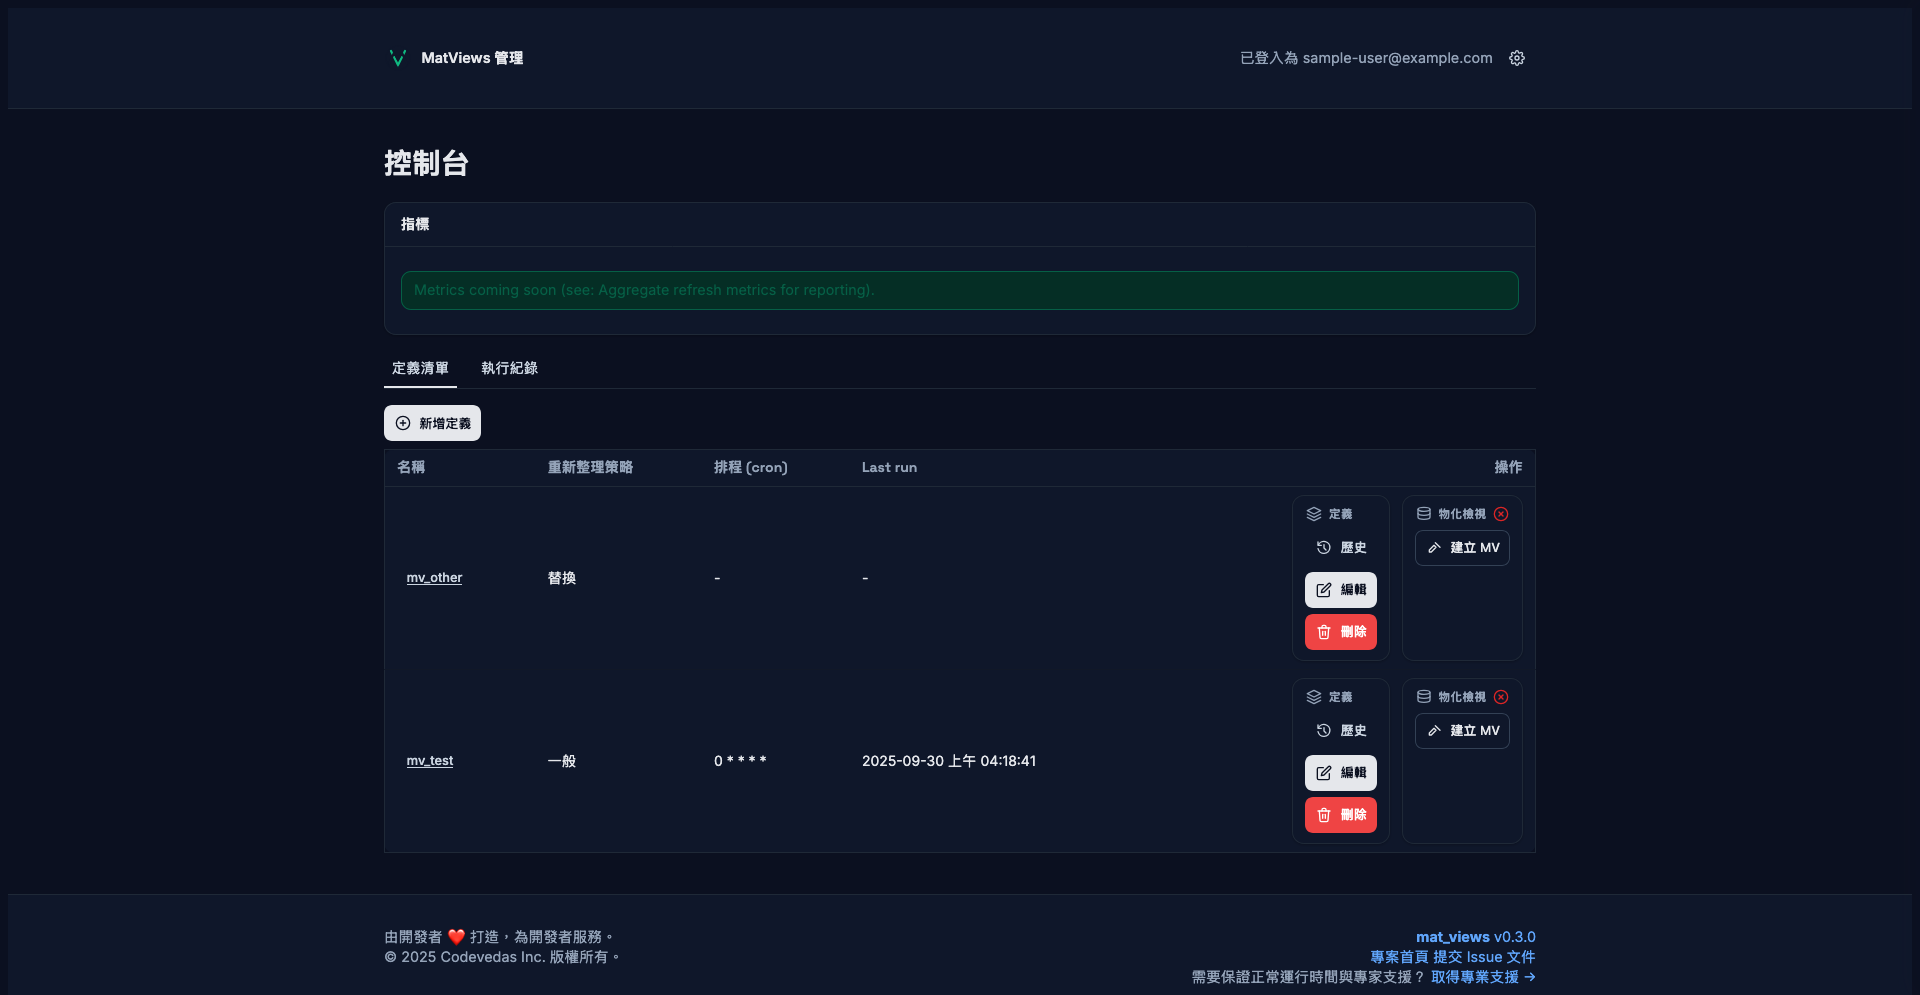 MatViews 管理
已登入為 sample-user@example.com
控制台
指標
Metrics coming soon (see: Aggregate refresh metrics for reporting).
定義清單 執行紀錄
新增定義
名稱 重新整理策略 排程 (cron) Last run 操作
定義 物化檢視
歷史 建立 MV
mv_other 替換 - -
編輯
刪除
定義 物化檢視
歷史 建立 MV
mv_test 一般 0 * * * * 2025-09-30 上午 04:18:41
編輯
刪除
由開發者 ❤️ 打造，為開發者服務。
© 2025 Codevedas Inc. 版權所有。
mat_views v0.3.0
專案首頁 提交 Issue 文件
需要保證正常運行時間與專家支援？ 取得專業支援 →